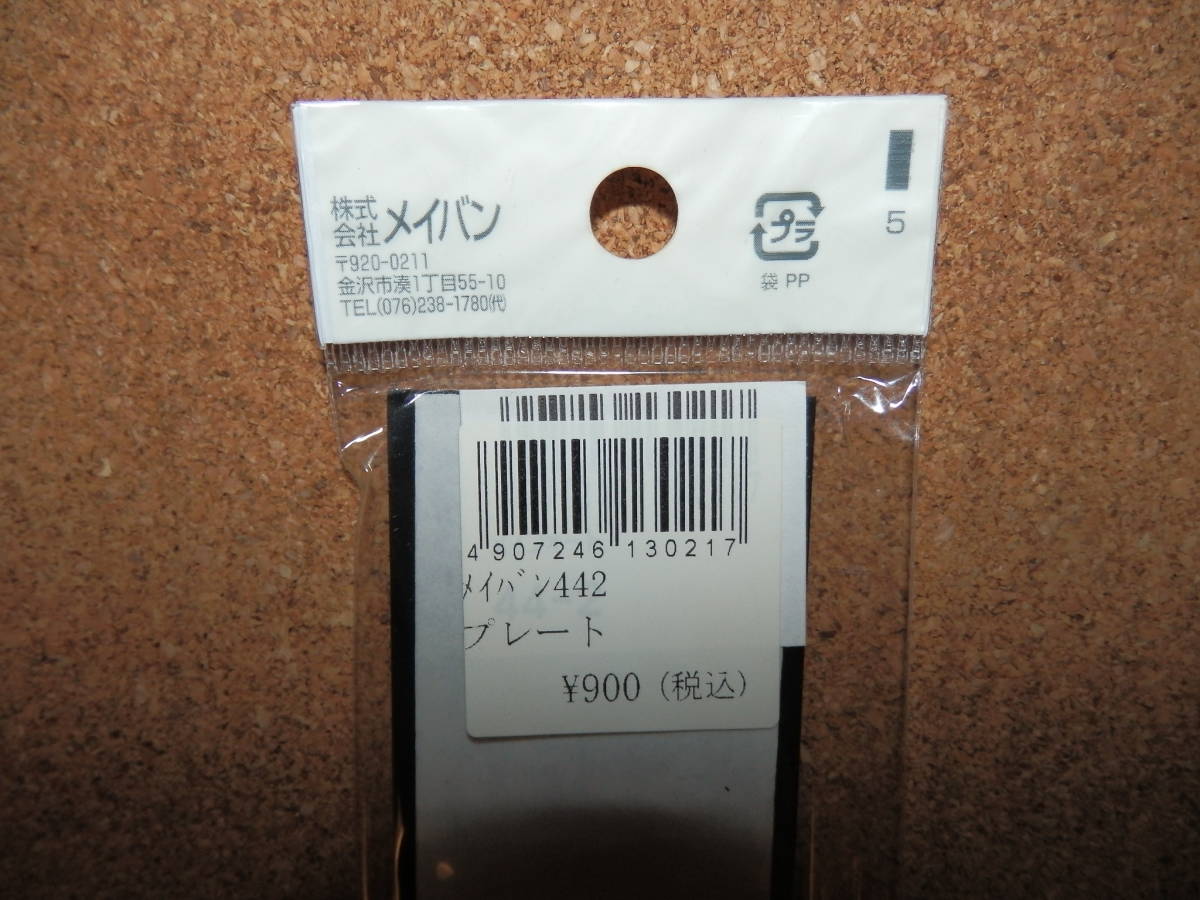 株式会社メイバン
〒920-0211
金沢市湊1丁目55-10
TEL(076)238-1780㈹
プラ
袋 PP
5
4 907246 130217
ﾒｲﾊﾞﾝ442
プレート
¥900 (税込)